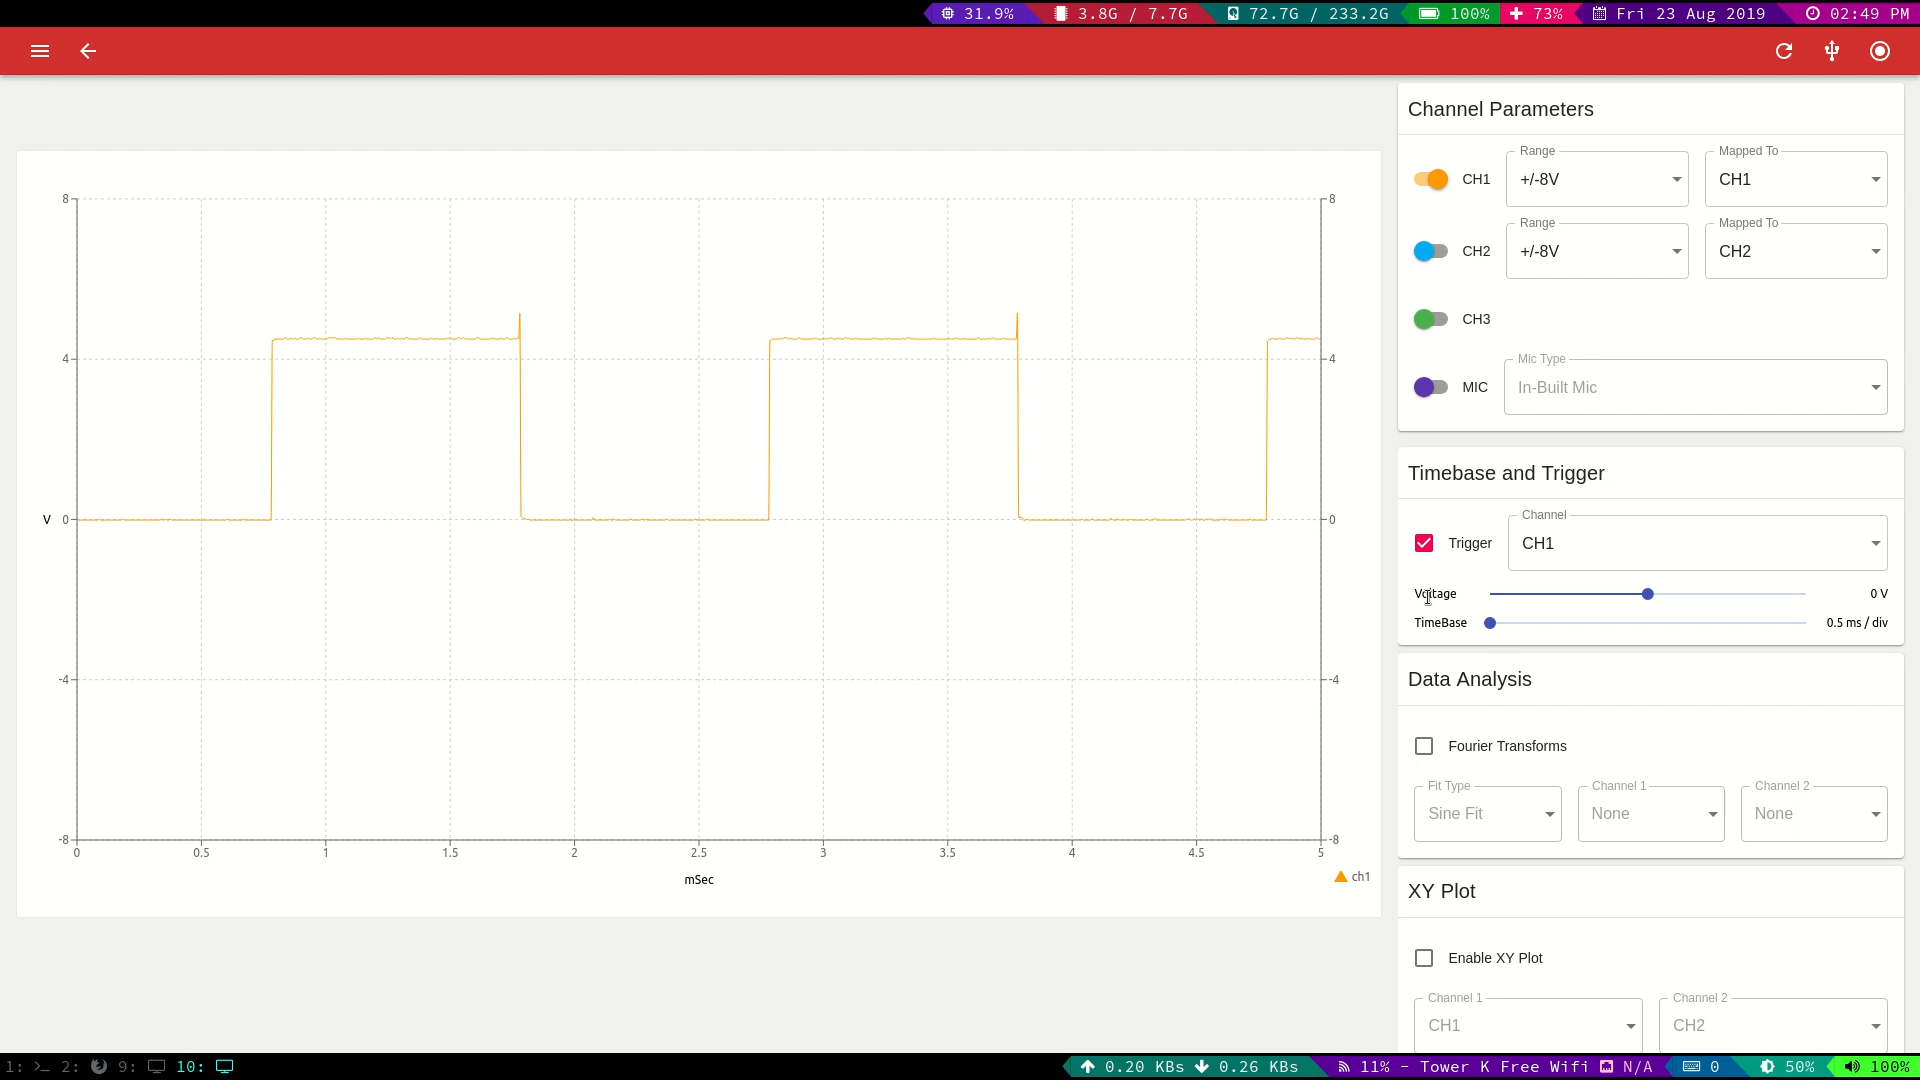 31.9% 3.8G / 7.7G 72.7G / 233.2G 100% 73% Fri 23 Aug 2019 02:49 PM
Channel Parameters
Range
Mapped To
CH1 +/-8V CH1
Range
Mapped To
CH2 +/-8V CH2
CH3
Mic Type
MIC In-Built Mic
Timebase and Trigger
Channel
Trigger CH1
Voltage 0 V
TimeBase 0.5 ms / div
Data Analysis
Fourier Transforms
Fit Type Channel 1 Channel 2
Sine Fit None None
XY Plot
Enable XY Plot
Channel 1 Channel 2
CH1 CH2
8 8
4 4
V 0 0
-4 -4
-8 -8
0 0.5 1 1.5 2 2.5 3 3.5 4 4.5 5
mSec
ch1
1: 2: 9: 10: 0.20 KBs 0.26 KBs 11% - Tower K Free Wifi N/A 0 50% 100%